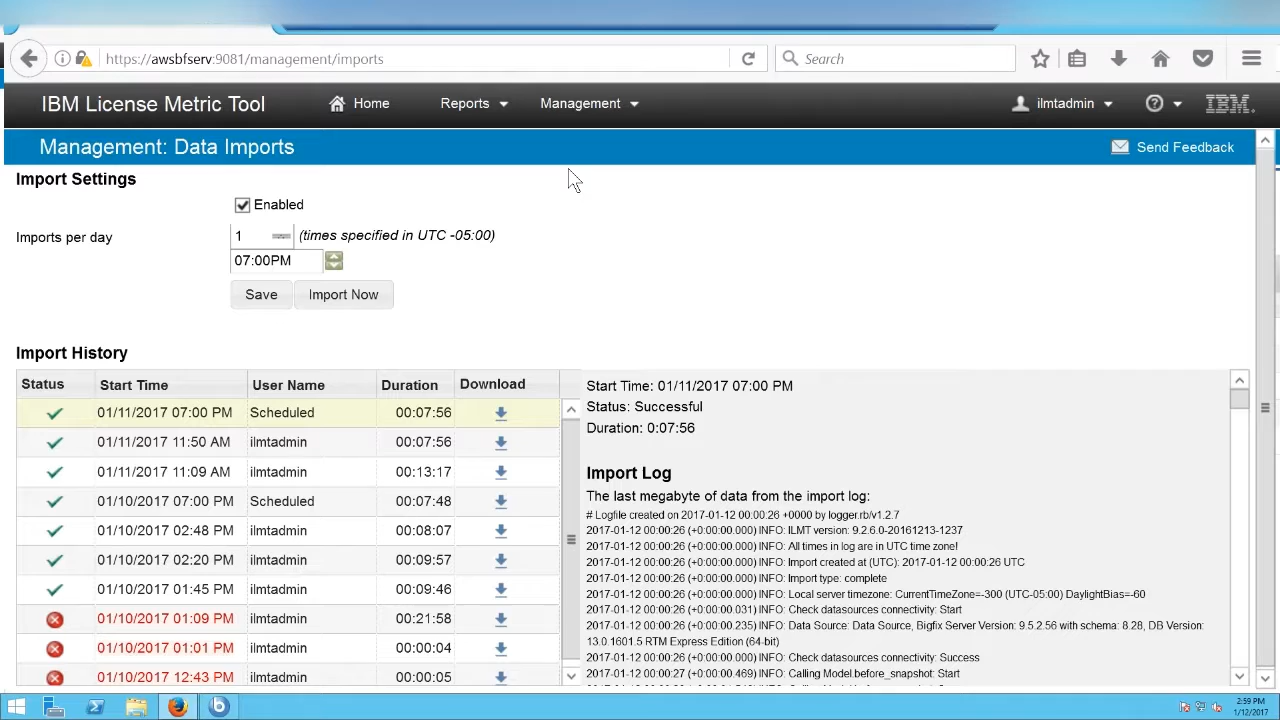 https://awsbfserv:9081/management/imports
Search
IBM License Metric Tool
Home
Reports
Management
ilmtadmin
IBM
Management: Data Imports
Send Feedback
Import Settings
Enabled
Imports per day
1
(times specified in UTC -05:00)
07:00PM
Save
Import Now
Import History
Status Start Time User Name Duration Download
01/11/2017 07:00 PM Scheduled 00:07:56
01/11/2017 11:50 AM ilmtadmin 00:07:56
01/11/2017 11:09 AM ilmtadmin 00:13:17
01/10/2017 07:00 PM Scheduled 00:07:48
01/10/2017 02:48 PM ilmtadmin 00:08:07
01/10/2017 02:20 PM ilmtadmin 00:09:57
01/10/2017 01:45 PM ilmtadmin 00:09:46
01/10/2017 01:09 PM ilmtadmin 00:21:58
01/10/2017 01:01 PM ilmtadmin 00:00:04
01/10/2017 12:43 PM ilmtadmin 00:00:05
Start Time: 01/11/2017 07:00 PM
Status: Successful
Duration: 0:07:56
Import Log
The last megabyte of data from the import log:
# Logfile created on 2017-01-12 00:00:26 +0000 by logger.rb/v1.2.7
2017-01-12 00:00:26 (+0:00:00.000) INFO: ILMT version: 9.2.6.0-20161213-1237
2017-01-12 00:00:26 (+0:00:00.000) INFO: All times in log are in UTC time zone!
2017-01-12 00:00:26 (+0:00:00.000) INFO: Import created at (UTC): 2017-01-12 00:00:26 UTC
2017-01-12 00:00:26 (+0:00:00.000) INFO: Import type: complete
2017-01-12 00:00:26 (+0:00:00.000) INFO: Local server timezone: CurrentTimeZone=-300 (UTC-05:00) DaylightBias=-60
2017-01-12 00:00:26 (+0:00:00.031) INFO: Check datasources connectivity: Start
2017-01-12 00:00:26 (+0:00:00.235) INFO: Data Source: Data Source, Bigfix Server Version: 9.5.2.56 with schema: 8.28, DB Version:
13.0.1601.5 RTM Express Edition (64-bit)
2017-01-12 00:00:26 (+0:00:00.000) INFO: Check datasources connectivity: Success
2017-01-12 00:00:27 (+0:00:00.469) INFO: Calling Model.before_snapshot: Start
2:59 PM
1/12/2017